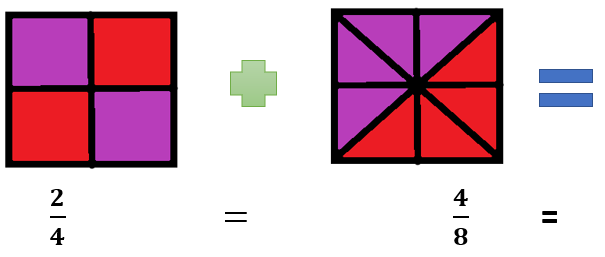 2/4 = 4/8 =